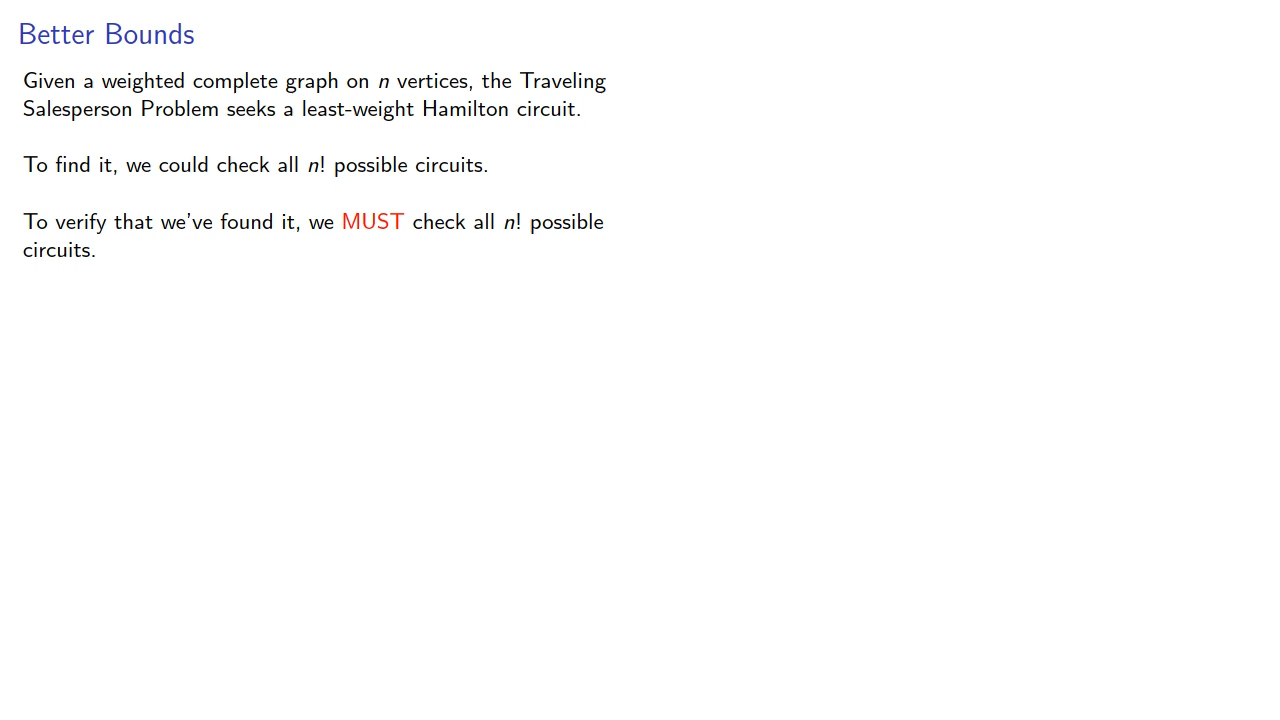 Better Bounds
Given a weighted complete graph on n vertices, the Traveling
Salesperson Problem seeks a least-weight Hamilton circuit.
To find it, we could check all n! possible circuits.
To verify that we've found it, we MUST check all n! possible
circuits.